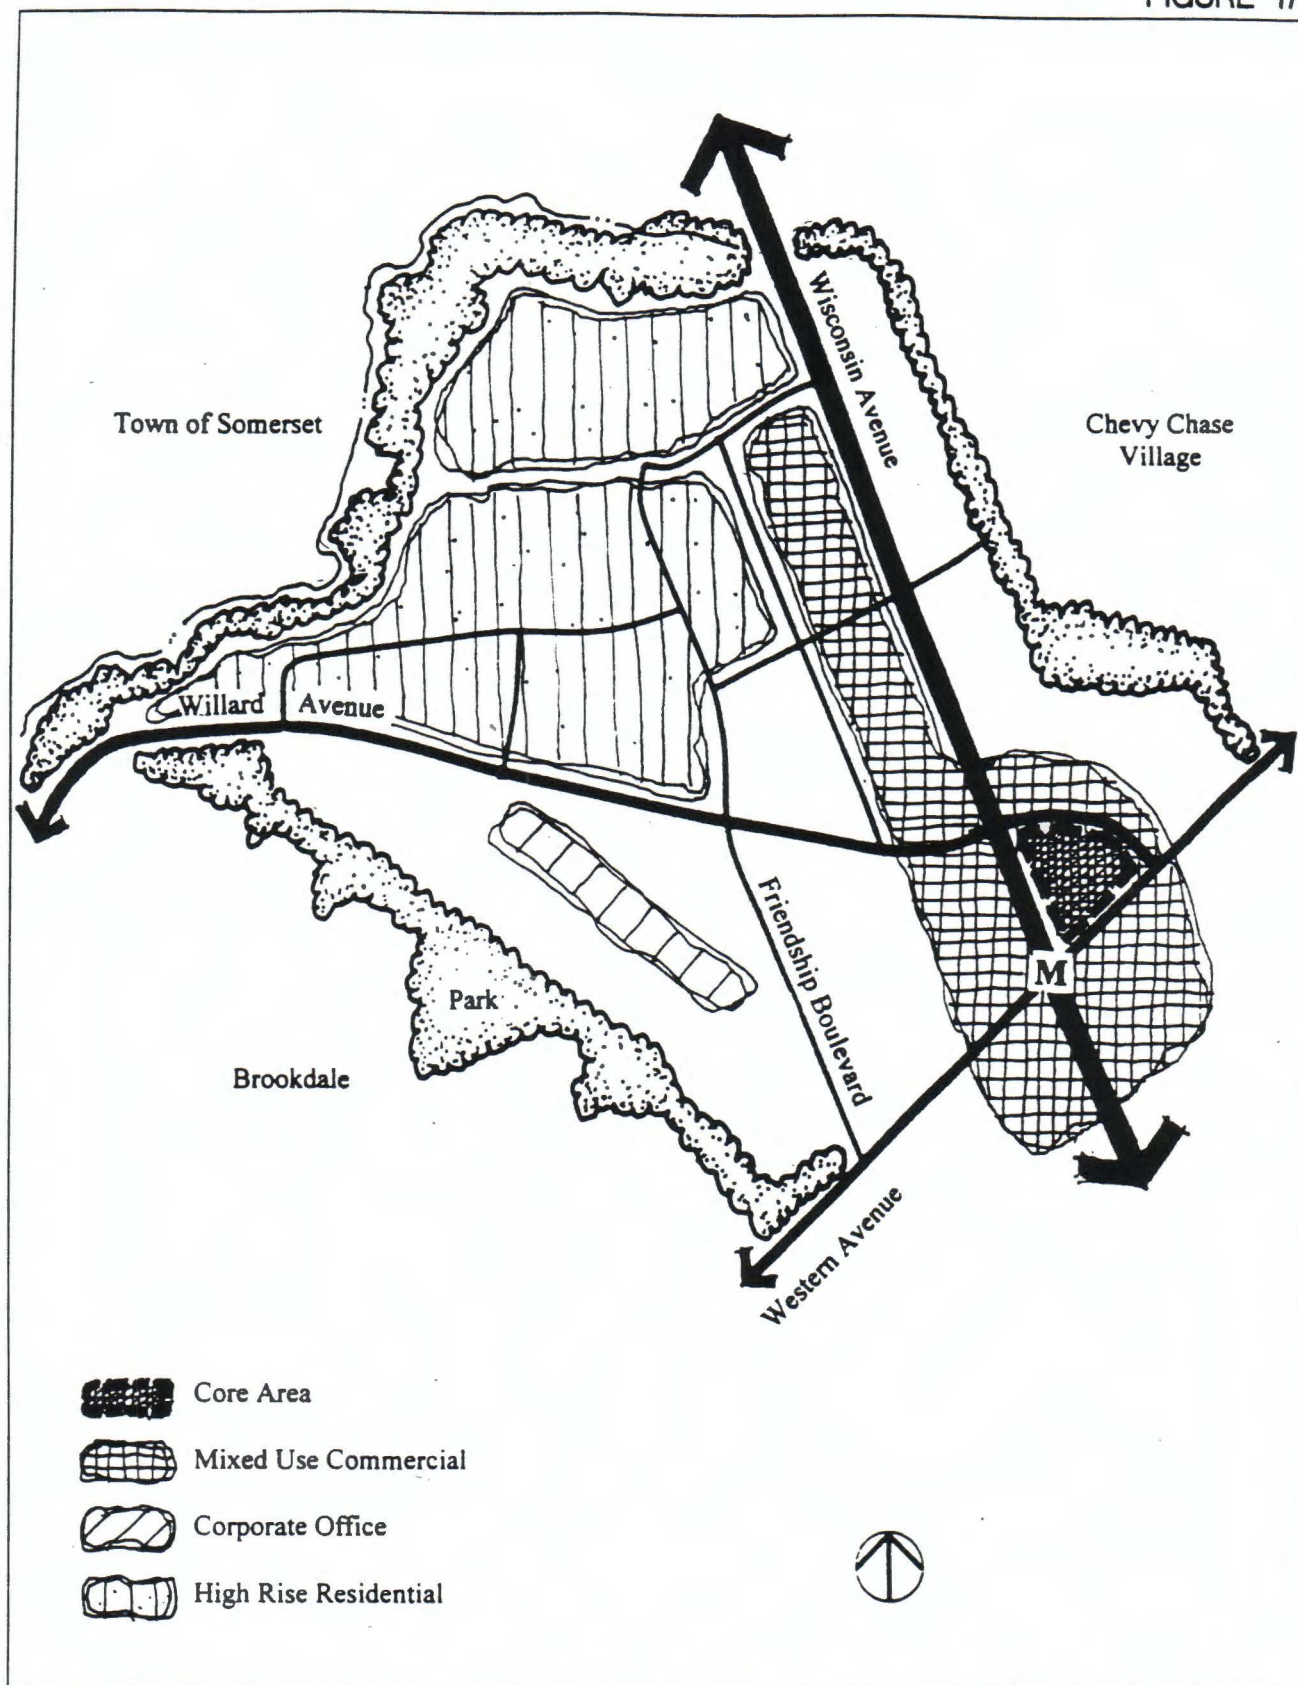 FIGURE
Wisconsin Avenue
Town of Somerset
Chevy Chase
Village
Willard Avenue
Friendship Boulevard
M
Park
Brookdale
Western Avenue
Core Area
Mixed Use Commercial
Corporate Office
High Rise Residential